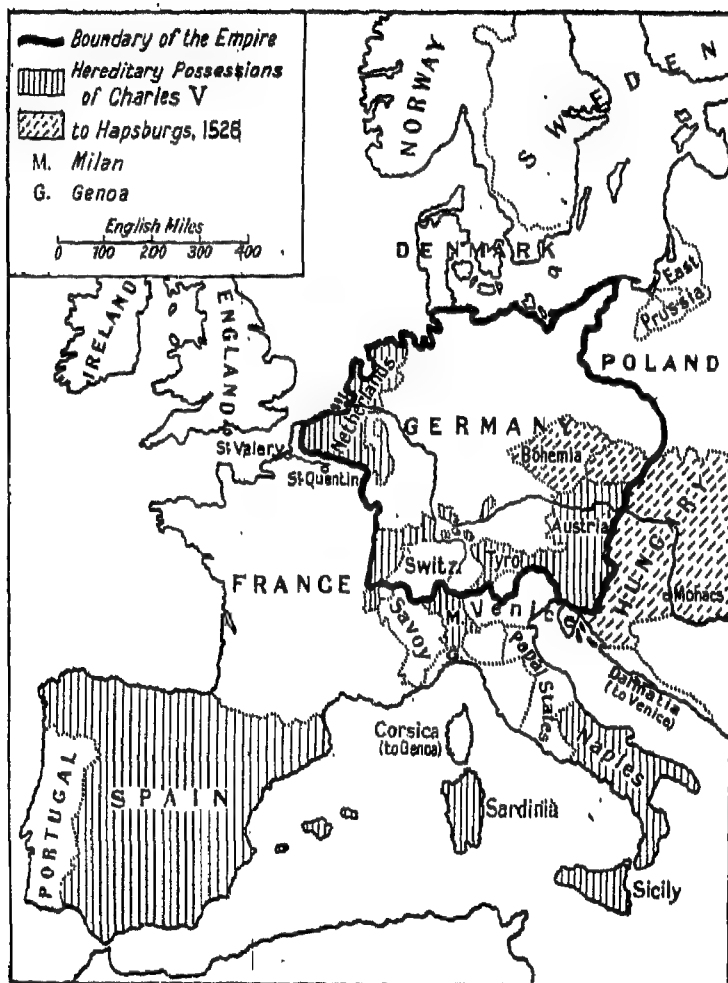 Boundary of the Empire
Hereditary Possessions
of Charles V
to Hapsburgs, 1526
M. Milan
G. Genoa
English Miles
0 100 200 300 400
NORWAY
SWEDEN
DENMARK
East
Prussia
IRELAND
ENGLAND
POLAND
Netherlands
GERMANY
St Valery
St Quentin
Bohemia
HUNGARY
Austria
Switz.
Tyrol
FRANCE
Mohacs
Savoy
M.
Venice
G.
Papal
States
Dalmatia
(to Venice)
Corsica
(to Genoa)
Naples
PORTUGAL
SPAIN
Sardinia
Sicily